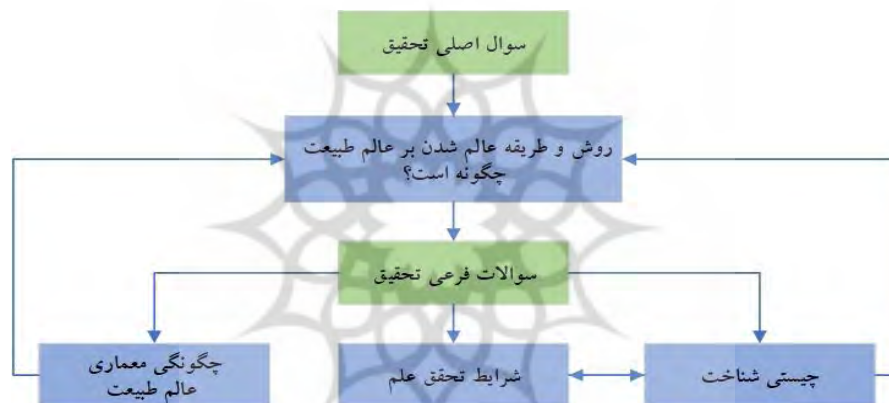 سوال اصلی تحقیق
روش و طریقه عالم شدن بر عالم طبیعت
چگونه است؟
سوالات فرعی تحقیق
چیستی شناخت
شرایط تحقق علم
چگونگی معماری
عالم طبیعت